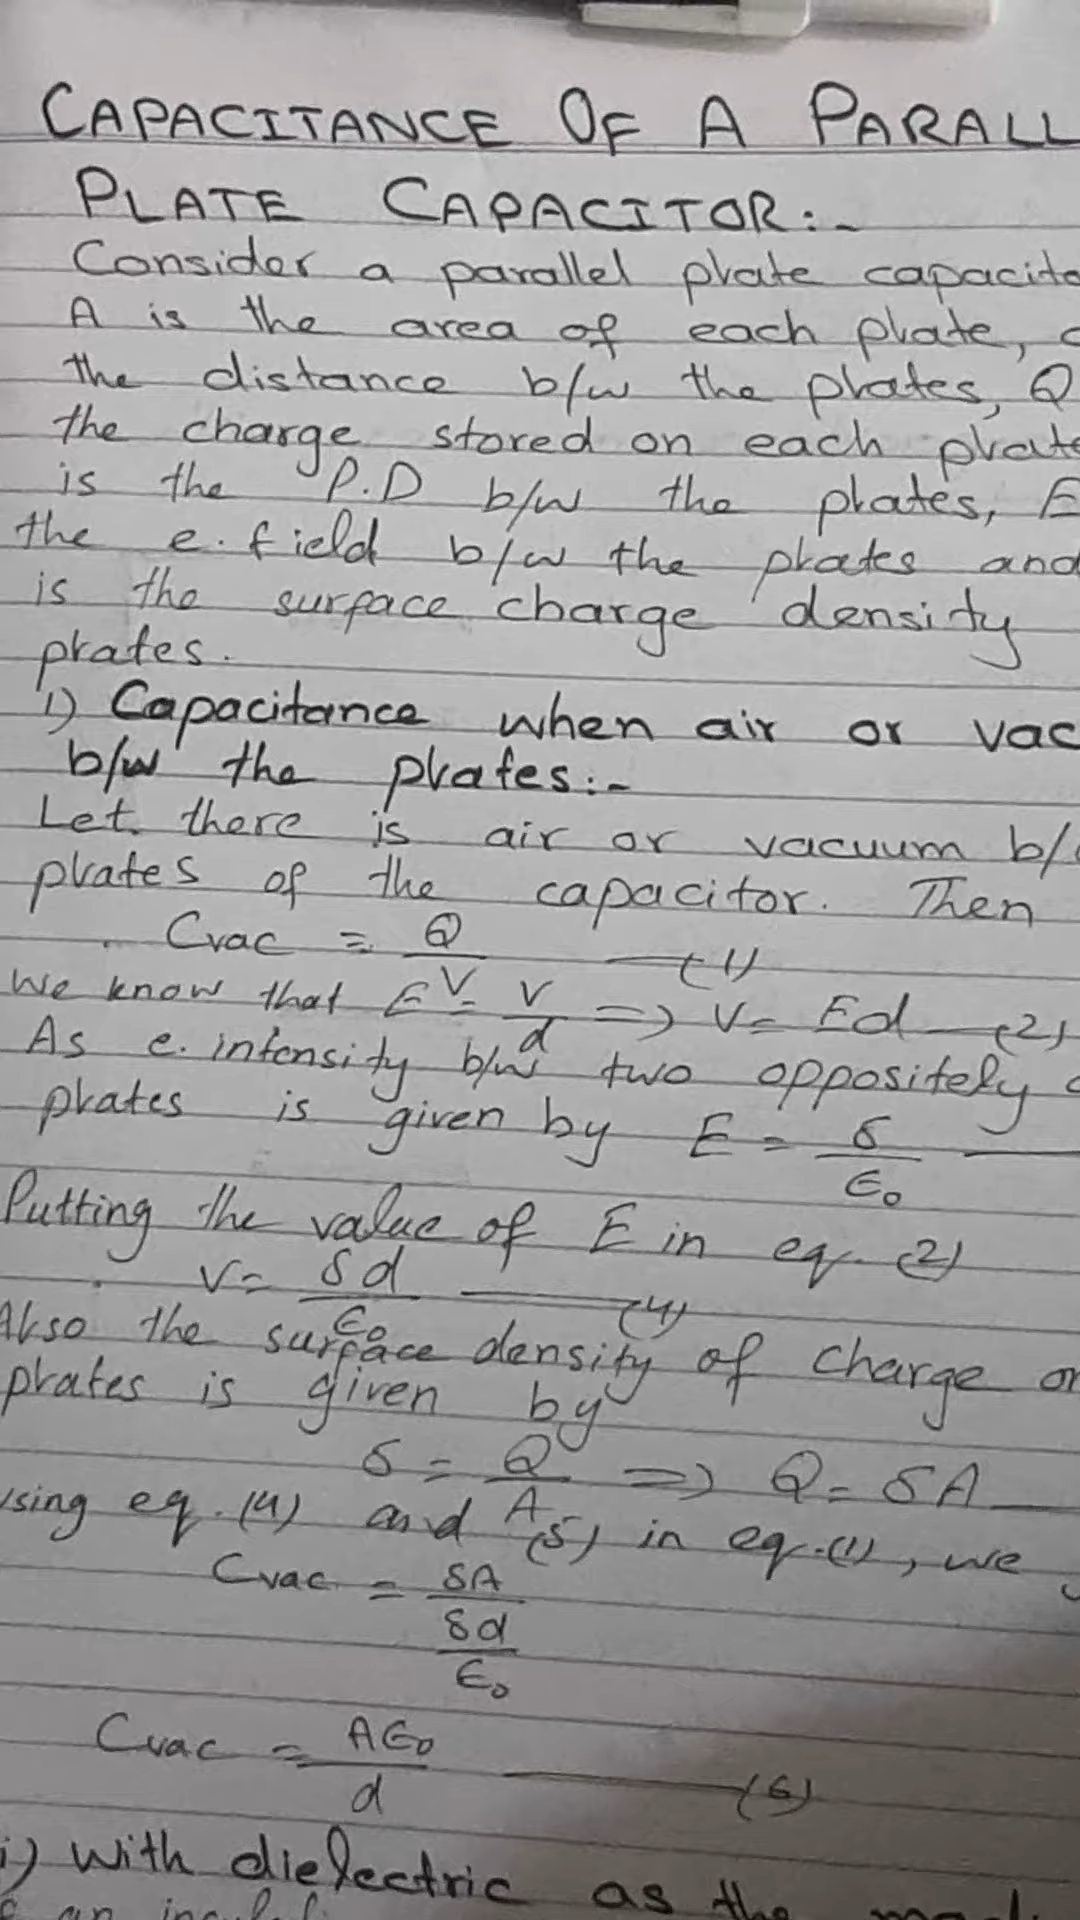 CAPACITANCE OF A PARALL
PLATE CAPACITOR:-
Consider a parallel plate capacito
A is the area of each plate,
the distance b/w the plates, Q
the charge stored on each plate
is the P.D b/w the plates, E
the e.field b/w the plates and
is the surface charge density
plates.
i) Capacitance when air or vac
b/w the plates:-
Let there is air or vacuum b/
plates of the capacitor. Then
Cvac = Q/V —(1)
We know that E = V/d => V = Ed —(2)
As e.intensity b/w two oppositely
plates is given by E = δ/ϵ₀ —
Putting the value of E in eq. (2)
V = δd/ϵ₀ —(4)
Also the surface density of charge on
plates is given by
δ = Q/A => Q = δA —
using eq.(4) and (5) in eq.(1), we
Cvac = δA/(δd/ϵ₀)
Cvac = Aϵ₀/d —(6)
i) With dielectric as the
an